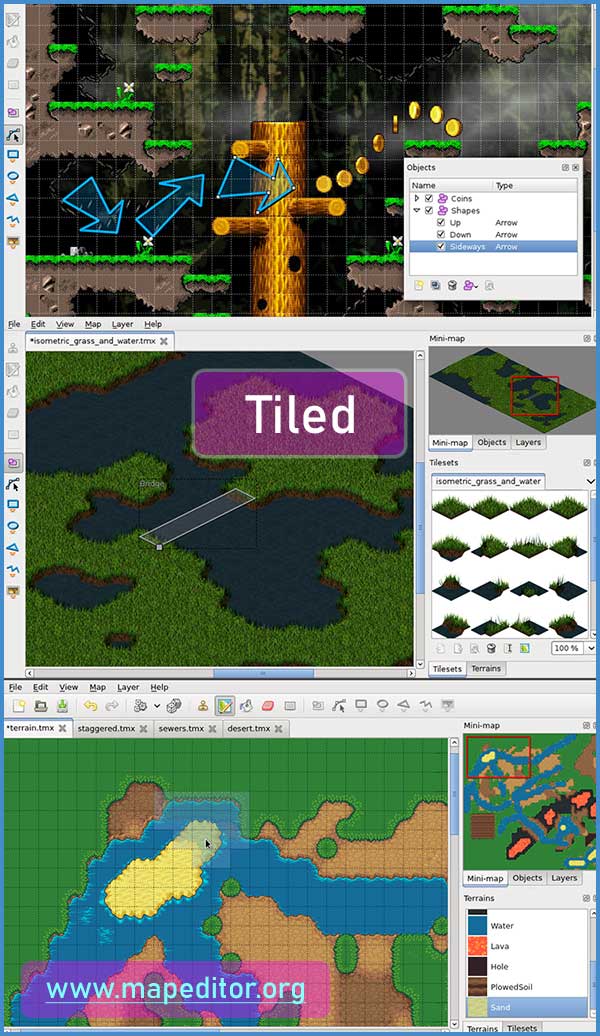 Objects
Name Type
Coins
Shapes
Up Arrow
Down Arrow
Sideways Arrow
File Edit View Map Layer Help
*isometric_grass_and_water.tmx
Mini-map
Tiled
Mini-map Objects Layers
Tilesets
isometric_grass_and_water
Bridge
100 %
Tilesets Terrains
File Edit View Map Layer Help
*terrain.tmx staggered.tmx sewers.tmx desert.tmx
Mini-map
Mini-map Objects Layers
Terrains
Water
Lava
Hole
PlowedSoil
Sand
www.mapeditor.org
Terrains Tilesets